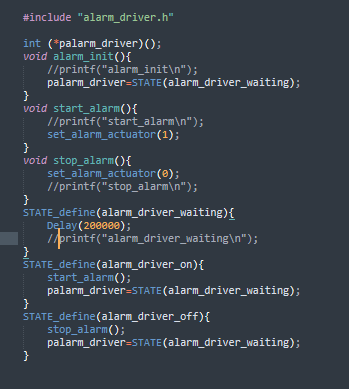 #include "alarm_driver.h"
int (*palarm_driver)();
void alarm_init(){
//printf("alarm_init\n");
palarm_driver=STATE(alarm_driver_waiting);
}
void start_alarm(){
//printf("start_alarm\n");
set_alarm_actuator(1);
}
void stop_alarm(){
set_alarm_actuator(0);
//printf("stop_alarm\n");
}
STATE_define(alarm_driver_waiting){
Delay(200000);
//printf("alarm_driver_waiting\n");
}
STATE_define(alarm_driver_on){
start_alarm();
palarm_driver=STATE(alarm_driver_waiting);
}
STATE_define(alarm_driver_off){
stop_alarm();
palarm_driver=STATE(alarm_driver_waiting);
}